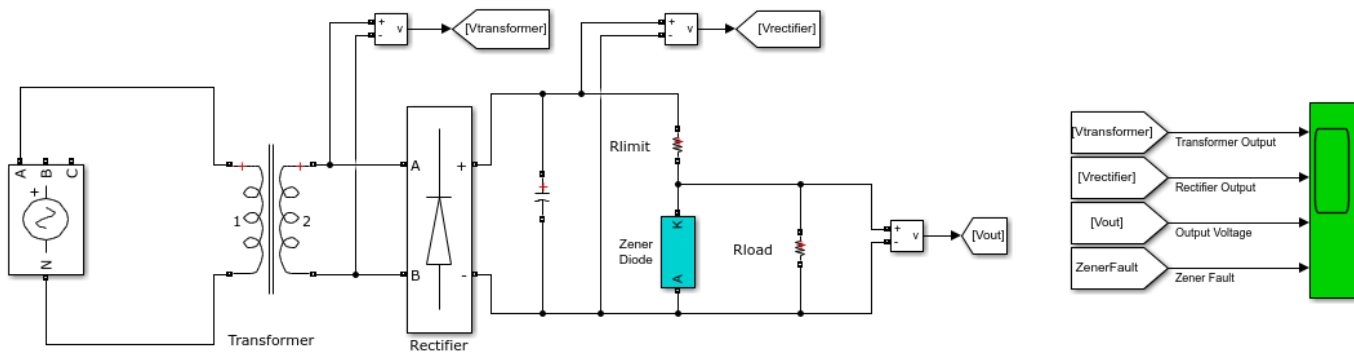 +
-
v
[Vtransformer]
+
-
v
[Vrectifier]
A
B
C
+
N
+
1
+
2
Transformer
A
B
+
-
Rectifier
+
Rlimit
K
A
Zener
Diode
Rload
+
-
v
[Vout]
[Vtransformer]
Transformer Output
[Vrectifier]
Rectifier Output
[Vout]
Output Voltage
ZenerFault
Zener Fault